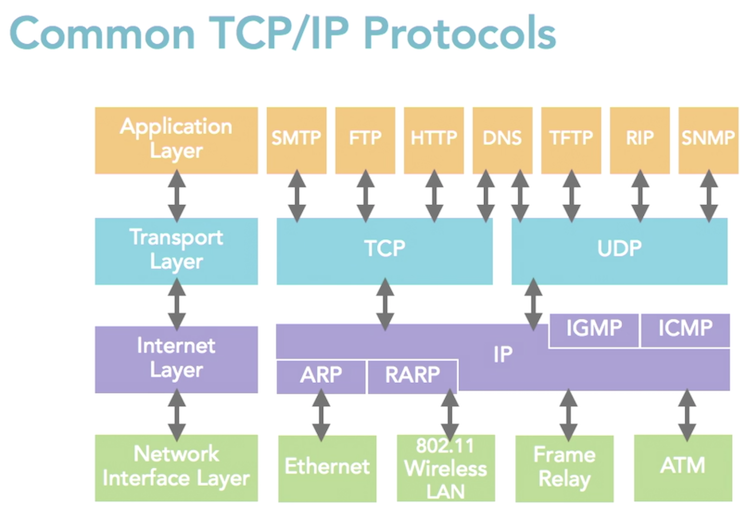 Common TCP/IP Protocols
Application
Layer
SMTP
FTP
HTTP
DNS
TFTP
RIP
SNMP
Transport
Layer
TCP
UDP
Internet
Layer
IP
IGMP
ICMP
ARP
RARP
Network
Interface Layer
Ethernet
802.11
Wireless
LAN
Frame
Relay
ATM